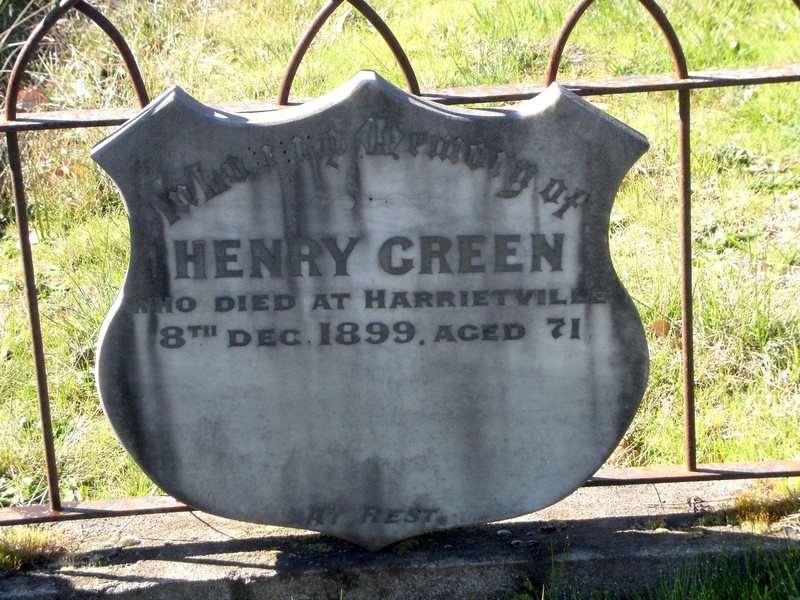 In Loving Memory of
HENRY GREEN
WHO DIED AT HARRIETVILLE
8TH DEC. 1899. AGED 71
AT REST.